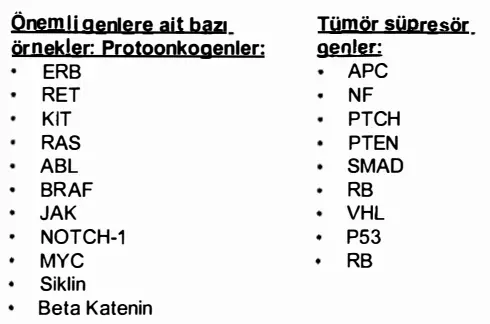 Önemli genlere ait bazı
örnekler: Protoonkogenler:
• ERB
• RET
• KIT
• RAS
• ABL
• BRAF
• JAK
• NOTCH-1
• MYC
• Siklin
• Beta Katenin
Tümör süpresör
genler:
• APC
• NF
• PTCH
• PTEN
• SMAD
• RB
• VHL
• P53
• RB